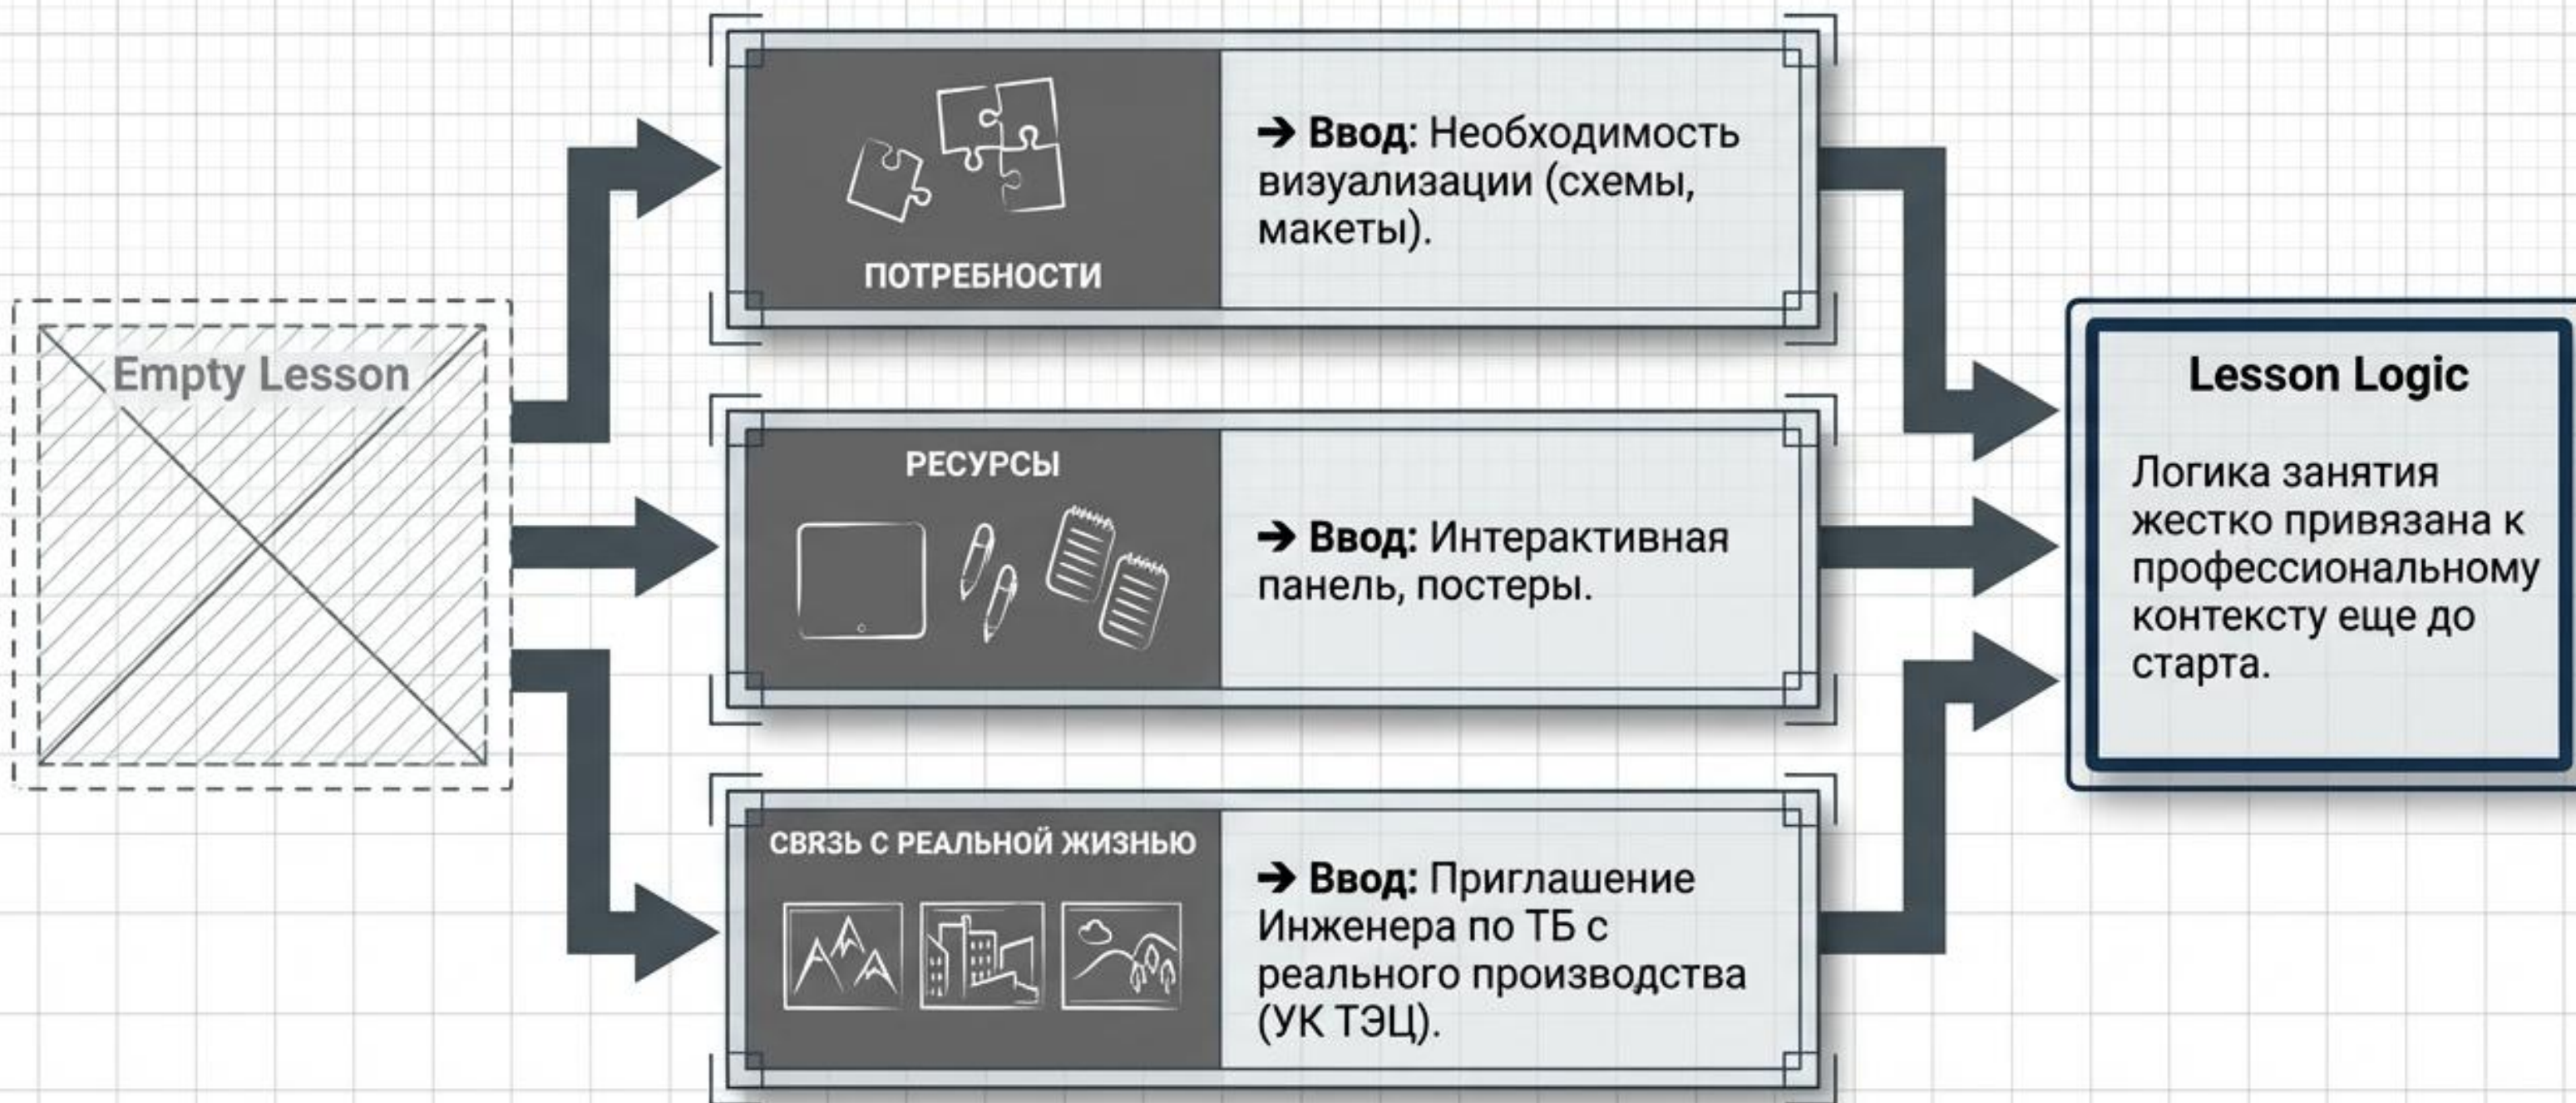 Empty Lesson
ПОТРЕБНОСТИ
➔ Ввод: Необходимость
визуализации (схемы,
макеты).
РЕСУРСЫ
➔ Ввод: Интерактивная
панель, постеры.
СВRЗЬ С РЕАЛЬНОЙ ЖИЗНЬЮ
➔ Ввод: Приглашение
Инженера по ТБ с
реального производства
(УК ТЭЦ).
Lesson Logic
Логика занятия
жестко привязана к
профессиональному
контексту еще до
старта.